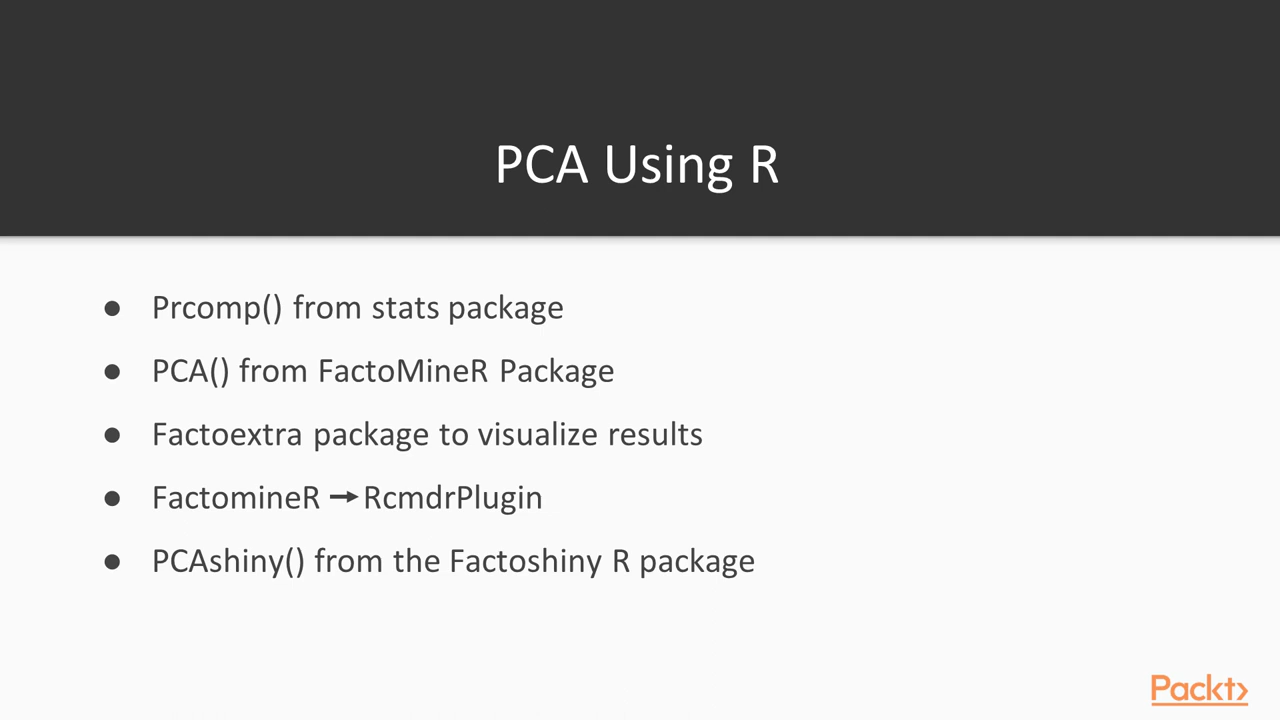 PCA Using R
● Prcomp() from stats package
● PCA() from FactoMineR Package
● Factoextra package to visualize results
● FactomineR → RcmdrPlugin
● PCAshiny() from the Factoshiny R package
Packt>